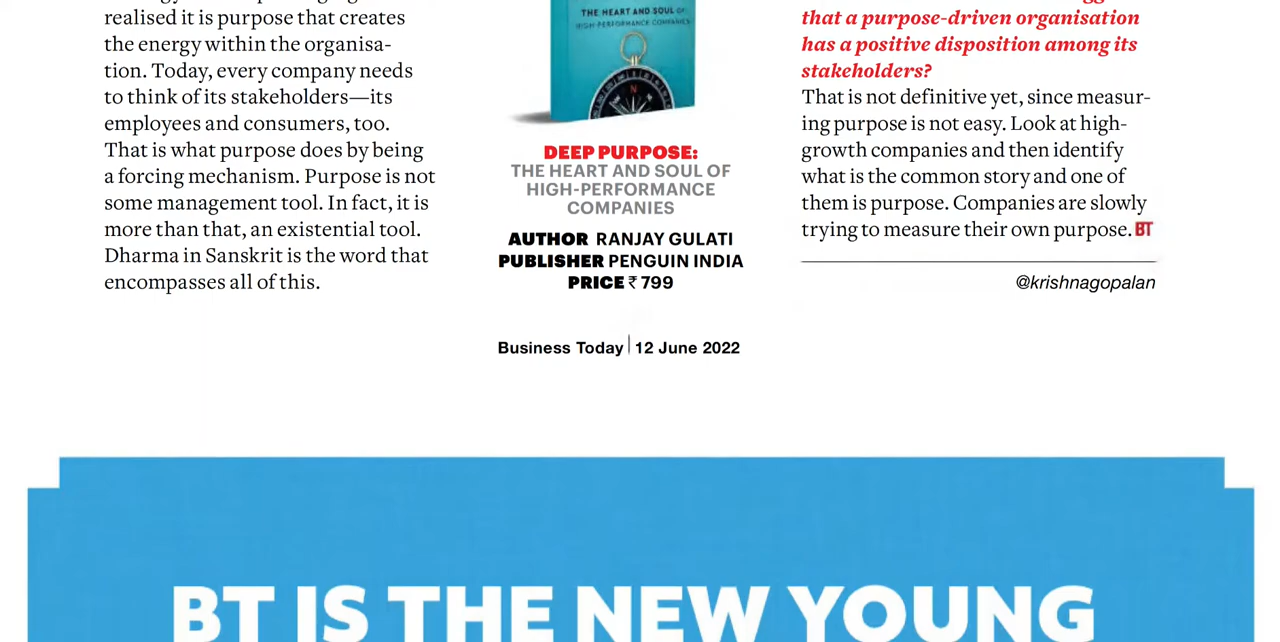 realised it is purpose that creates
the energy within the organisa-
tion. Today, every company needs
to think of its stakeholders—its
employees and consumers, too.
That is what purpose does by being
a forcing mechanism. Purpose is not
some management tool. In fact, it is
more than that, an existential tool.
Dharma in Sanskrit is the word that
encompasses all of this.
THE HEART AND SOUL OF
HIGH-PERFORMANCE COMPANIES
N
DEEP PURPOSE:
THE HEART AND SOUL OF
HIGH-PERFORMANCE
COMPANIES
AUTHOR RANJAY GULATI
PUBLISHER PENGUIN INDIA
PRICE ₹ 799
that a purpose-driven organisation
has a positive disposition among its
stakeholders?
That is not definitive yet, since measur-
ing purpose is not easy. Look at high-
growth companies and then identify
what is the common story and one of
them is purpose. Companies are slowly
trying to measure their own purpose. BT
@krishnagopalan
Business Today | 12 June 2022
BT IS THE NEW YOUNG